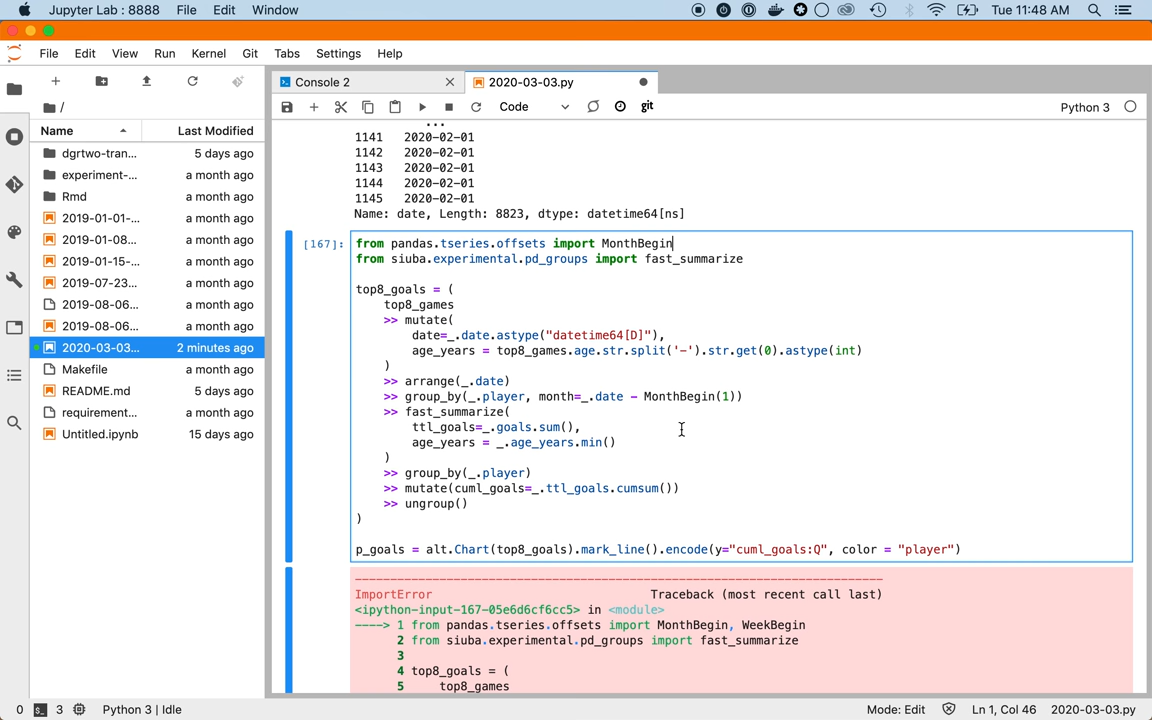 Jupyter Lab : 8888 File Edit Window Tue 11:48 AM
File Edit View Run Kernel Git Tabs Settings Help
Console 2
2020-03-03.py
/
Code
git
Python 3
Name Last Modified
dgrtwo-tran... 5 days ago
experiment-... a month ago
Rmd a month ago
2019-01-01-... a month ago
2019-01-08... a month ago
2019-01-15-... a month ago
2019-07-23... a month ago
2019-08-06... a month ago
2019-08-06... a month ago
2020-03-03... 2 minutes ago
Makefile a month ago
README.md 5 days ago
requirement... a month ago
Untitled.ipynb 15 days ago
...
1141 2020-02-01
1142 2020-02-01
1143 2020-02-01
1144 2020-02-01
1145 2020-02-01
Name: date, Length: 8823, dtype: datetime64[ns]
[167]: from pandas.tseries.offsets import MonthBegin
from siuba.experimental.pd_groups import fast_summarize
top8_goals = (
top8_games
>> mutate(
date=_.date.astype("datetime64[D]"),
age_years = top8_games.age.str.split('-').str.get(0).astype(int)
)
>> arrange(_.date)
>> group_by(_.player, month=_.date - MonthBegin(1))
>> fast_summarize(
ttl_goals=_.goals.sum(),
age_years = _.age_years.min()
)
>> group_by(_.player)
>> mutate(cuml_goals=_.ttl_goals.cumsum())
>> ungroup()
)
p_goals = alt.Chart(top8_goals).mark_line().encode(y="cuml_goals:Q", color = "player")
---------------------------------------------------------------------------
ImportError Traceback (most recent call last)
<ipython-input-167-05e6d6cf6cc5> in <module>
----> 1 from pandas.tseries.offsets import MonthBegin, WeekBegin
2 from siuba.experimental.pd_groups import fast_summarize
3
4 top8_goals = (
5 top8_games
0 3 Python 3 | Idle Mode: Edit Ln 1, Col 46 2020-03-03.py